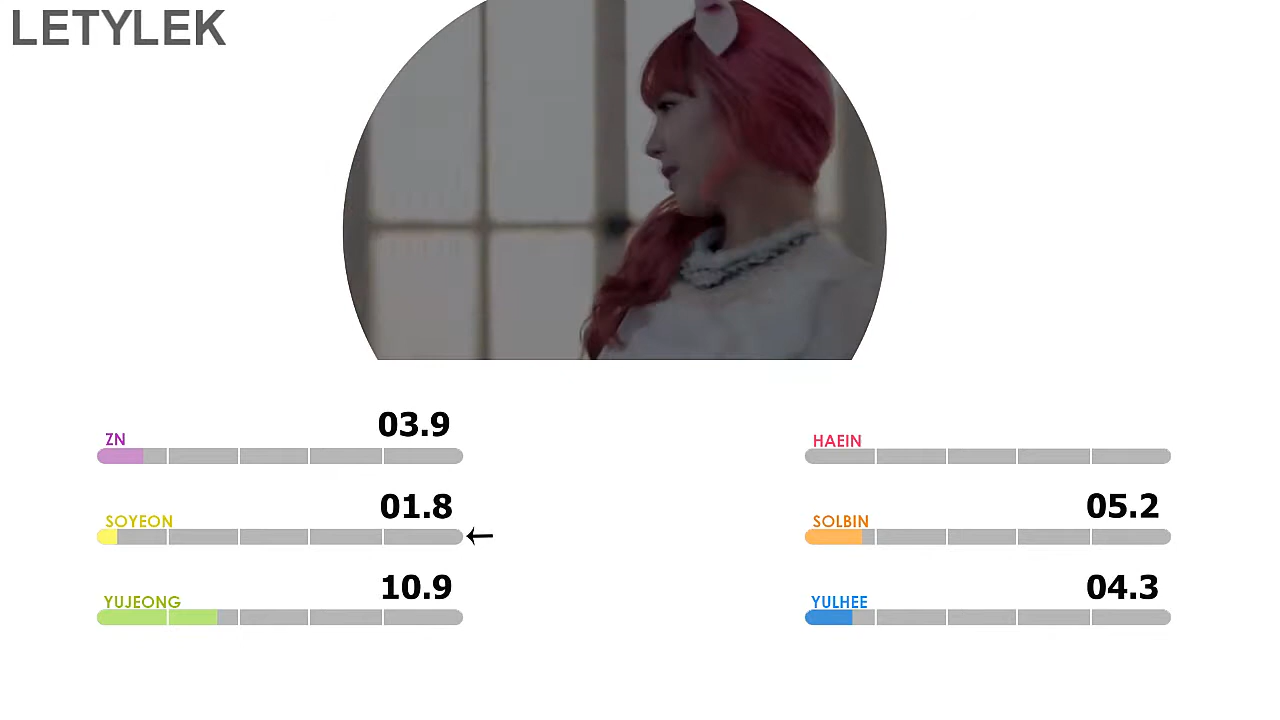 LETYLEK
ZN 03.9
HAEIN
SOYEON 01.8
SOLBIN 05.2
YUJEONG 10.9
YULHEE 04.3